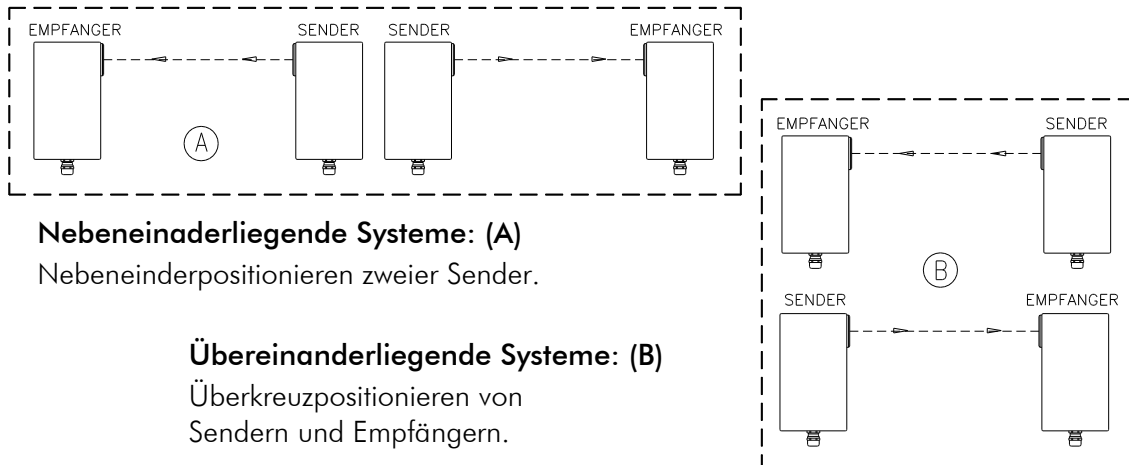 EMPFANGER SENDER SENDER EMPFANGER
A
Nebeneinaderliegende Systeme: (A)
Nebeneinderpositionieren zweier Sender.
Übereinanderliegende Systeme: (B)
Überkreuzpositionieren von
Sendern und Empfängern.
EMPFANGER SENDER
B
SENDER EMPFANGER